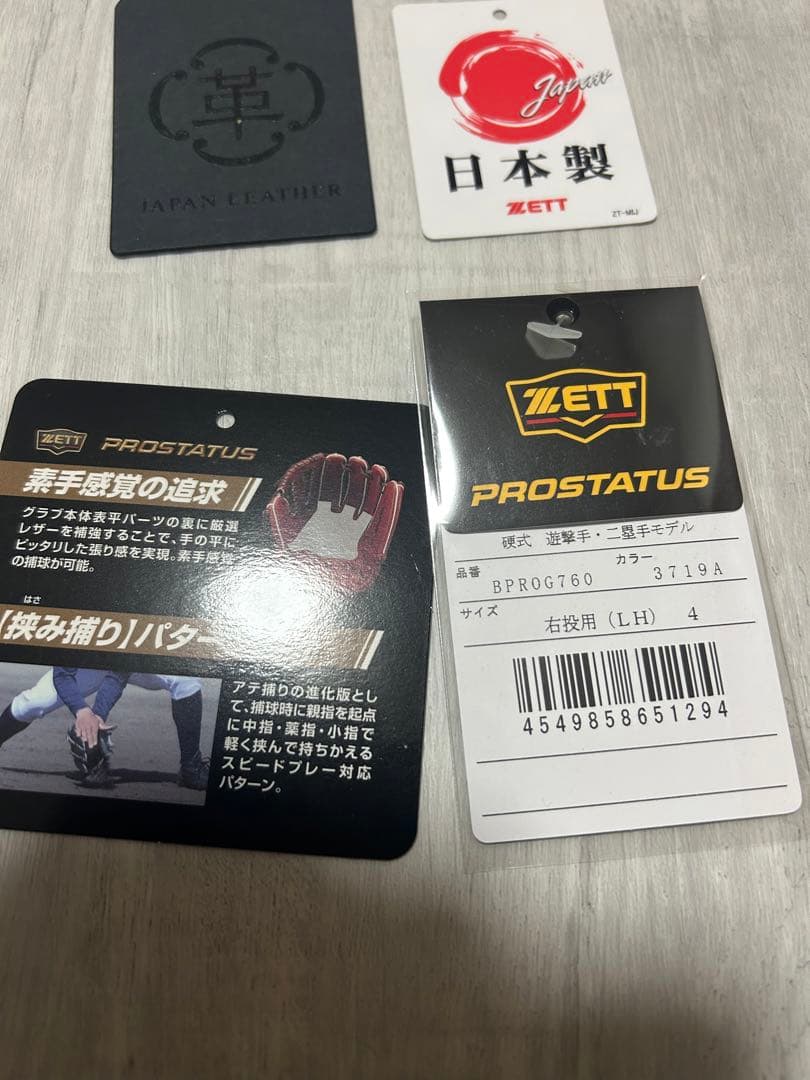 革
JAPAN LEATHER
Japan
日本製
ZETT
ZT-MIJ
ZETT PROSTATUS
素手感覚の追求
グラブ本体表平パーツの裏に厳選
レザーを補強することで、手の平に
ピッタリした張り感を実現。素手感覚
の捕球が可能。
はさ
【挟み捕り】パター
アテ捕りの進化版とし
て、捕球時に親指を起点
に中指・薬指・小指で
軽く挟んで持ちかえる
スピードプレー対応
パターン。
ZETT
PROSTATUS
硬式 遊撃手・二塁手モデル
品番 BPROG760 カラー 3719A
サイズ 右投用(LH) 4
4549858651294